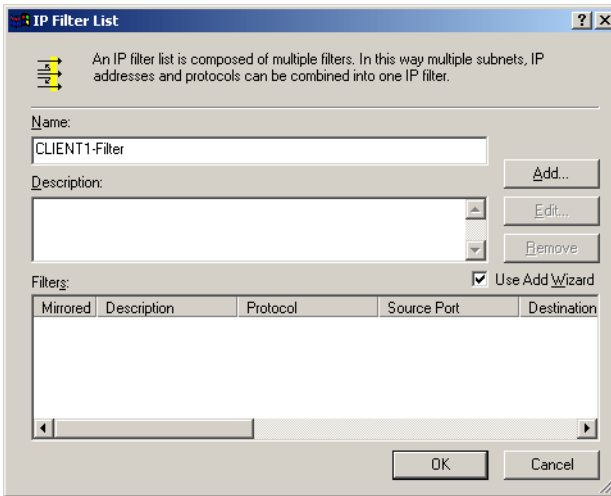 IP Filter List
An IP filter list is composed of multiple filters. In this way multiple subnets, IP
addresses and protocols can be combined into one IP filter.
Name:
CLIENT1-Filter
Add...
Description:
Edit...
Remove
Filters:
Use Add Wizard
Mirrored Description Protocol Source Port Destination
OK Cancel